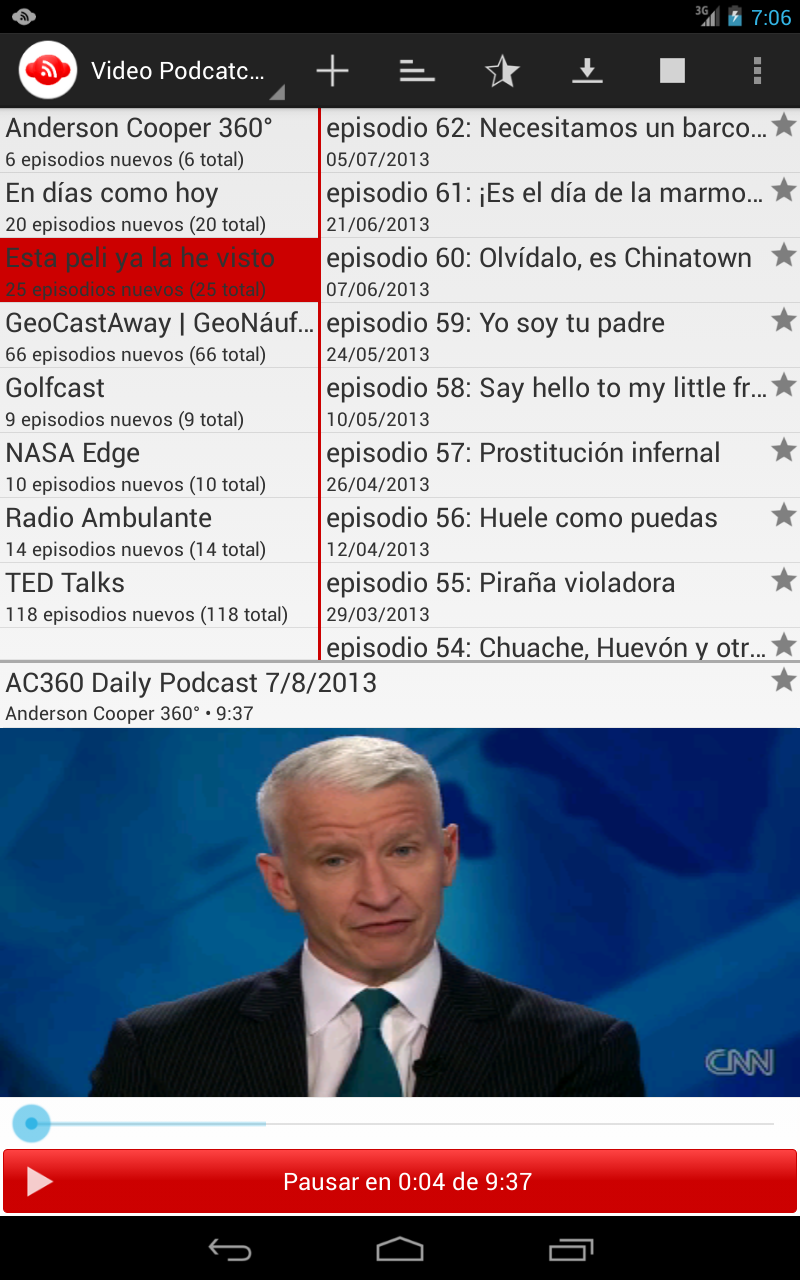 3G 7:06
Video Podcatc...
Anderson Cooper 360°
6 episodios nuevos (6 total)
En días como hoy
20 episodios nuevos (20 total)
Esta peli ya la he visto
25 episodios nuevos (25 total)
GeoCastAway | GeoNáuf...
66 episodios nuevos (66 total)
Golfcast
9 episodios nuevos (9 total)
NASA Edge
10 episodios nuevos (10 total)
Radio Ambulante
14 episodios nuevos (14 total)
TED Talks
118 episodios nuevos (118 total)
episodio 62: Necesitamos un barco...
05/07/2013
episodio 61: ¡Es el día de la marmo...
21/06/2013
episodio 60: Olvídalo, es Chinatown
07/06/2013
episodio 59: Yo soy tu padre
24/05/2013
episodio 58: Say hello to my little fr...
10/05/2013
episodio 57: Prostitución infernal
26/04/2013
episodio 56: Huele como puedas
12/04/2013
episodio 55: Piraña violadora
29/03/2013
episodio 54: Chuache, Huevón y otr...
AC360 Daily Podcast 7/8/2013
Anderson Cooper 360° • 9:37
CNN
Pausar en 0:04 de 9:37